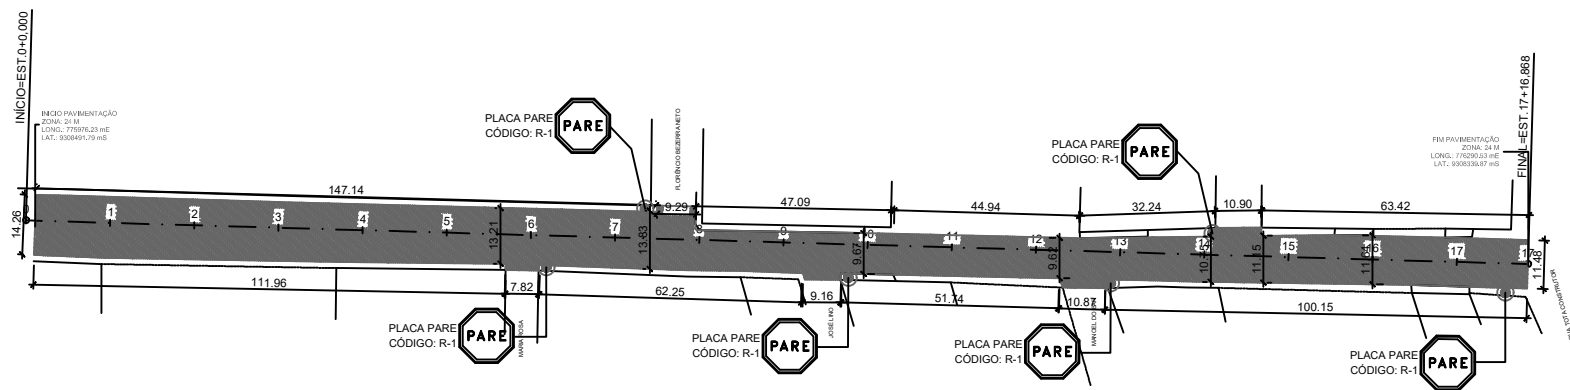 INÍCIO=EST.0+0,000
INICIO PAVIMENTAÇÃO
ZONA: 24 M
LONG.: 775976.23 mE
LAT.: 9308491.79 mS
PLACA PARE
CÓDIGO: R-1
PARE
FLORÊNCIO BEZERRA NETO
PLACA PARE
CÓDIGO: R-1
PARE
FIM PAVIMENTAÇÃO
ZONA: 24 M
LONG.: 776290.53 mE
LAT.: 9308339.87 mS
FINAL=EST.17+16,868
147.14
9.29
47.09
44.94
32.24
10.90
63.42
14.26
1
2
3
4
5
13.21
6
7
13.83
9
9.67
11
12
9.62
13
14
11.15
15
11.64
17
11.48
111.96
7.82
62.25
9.16
51.74
10.87
100.15
PLACA PARE
CÓDIGO: R-1
PARE
MARIA ROSA
PLACA PARE
CÓDIGO: R-1
PARE
JOSÉ LINO
PLACA PARE
CÓDIGO: R-1
PARE
PLACA PARE
CÓDIGO: R-1
PARE